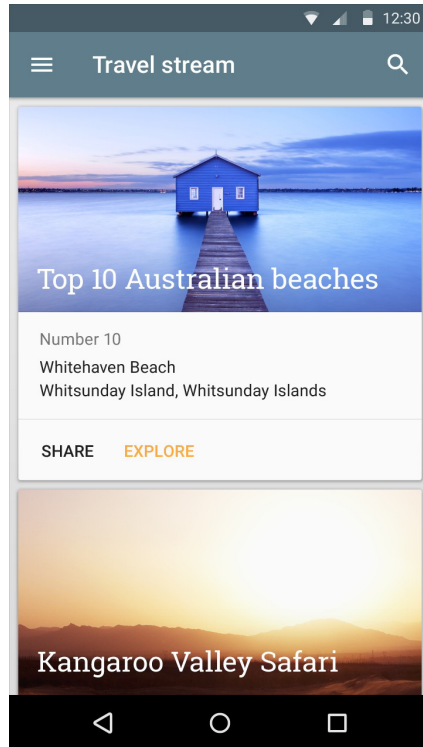 12:30
Travel stream
Top 10 Australian beaches
Number 10
Whitehaven Beach
Whitsunday Island, Whitsunday Islands
SHARE EXPLORE
Kangaroo Valley Safari